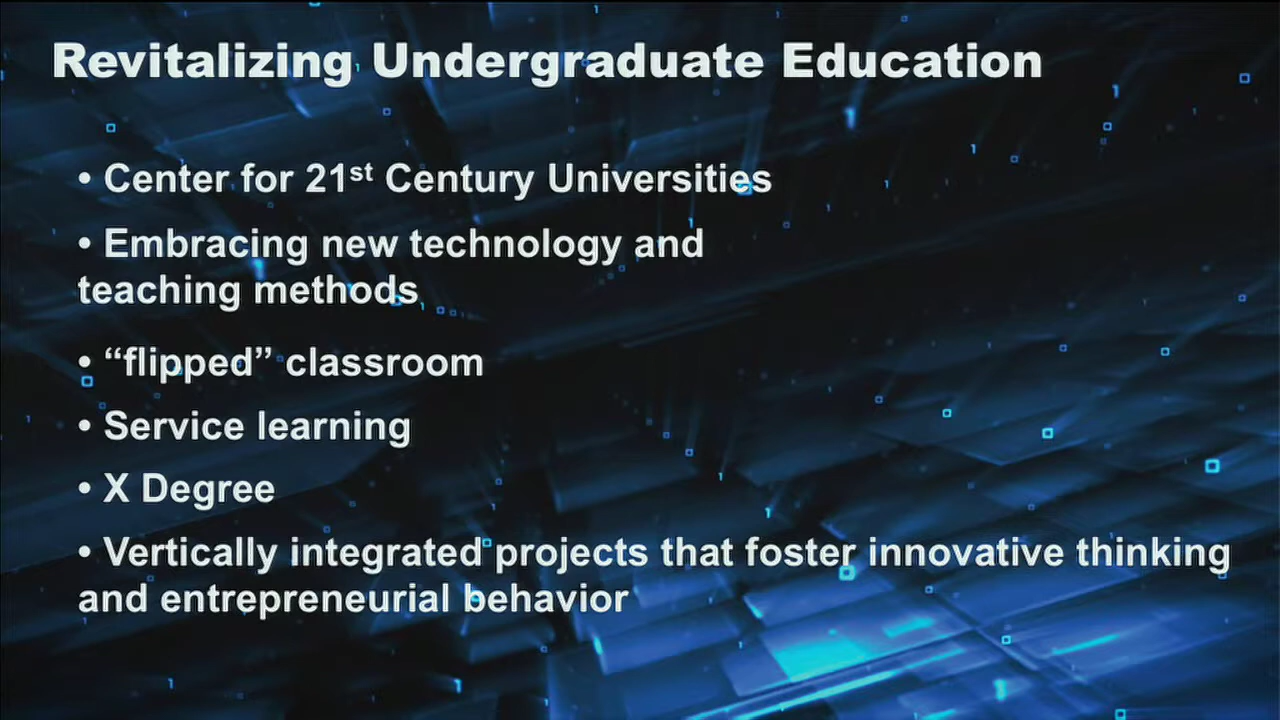 Revitalizing Undergraduate Education
• Center for 21st Century Universities
• Embracing new technology and
teaching methods
• “flipped” classroom
• Service learning
• X Degree
• Vertically integrated projects that foster innovative thinking
and entrepreneurial behavior